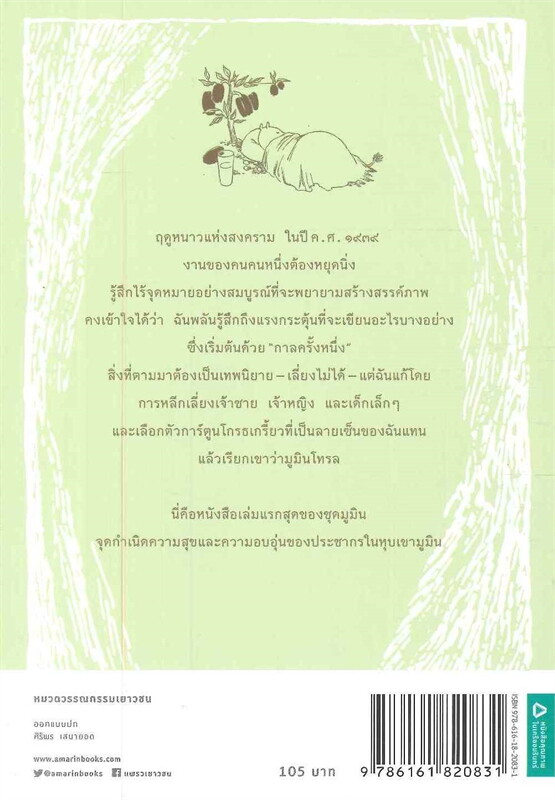 ฤดูหนาวแห่งสงคราม ในปี ค.ศ. ๑๙๓๙
งานของคนคนหนึ่งต้องหยุดนิ่ง
รู้สึกไร้จุดหมายอย่างสมบูรณ์ที่จะพยายามสร้างสรรค์ภาพ
คงเข้าใจได้ว่า ฉันพลันรู้สึกถึงแรงกระตุ้นที่จะเขียนอะไรบางอย่าง
ซึ่งเริ่มต้นด้วย "กาลครั้งหนึ่ง"
สิ่งที่ตามมาต้องเป็นเทพนิยาย – เลี่ยงไม่ได้ – แต่ฉันแก้โดย
การหลีกเลี่ยงเจ้าชาย เจ้าหญิง และเด็กเล็กๆ
และเลือกตัวการ์ตูนโกรธเกรี้ยวที่เป็นลายเซ็นของฉันแทน
แล้วเรียกเขาว่ามูมินโทรล
นี่คือหนังสือเล่มแรกสุดของชุดมูมิน
จุดกำเนิดความสุขและความอบอุ่นของประชากรในหุบเขามูมิน
หมวดวรรณกรรมเยาวชน
ออกแบบปก
ศิริพร เสนายอด
www.amarinbooks.com
@amarinbooks แพรวเยาวชน
105 บาท
9 786161 820831
ISBN 978-616-18-2083-1
หนังสือคุณภาพ
ในเครืออมรินทร์